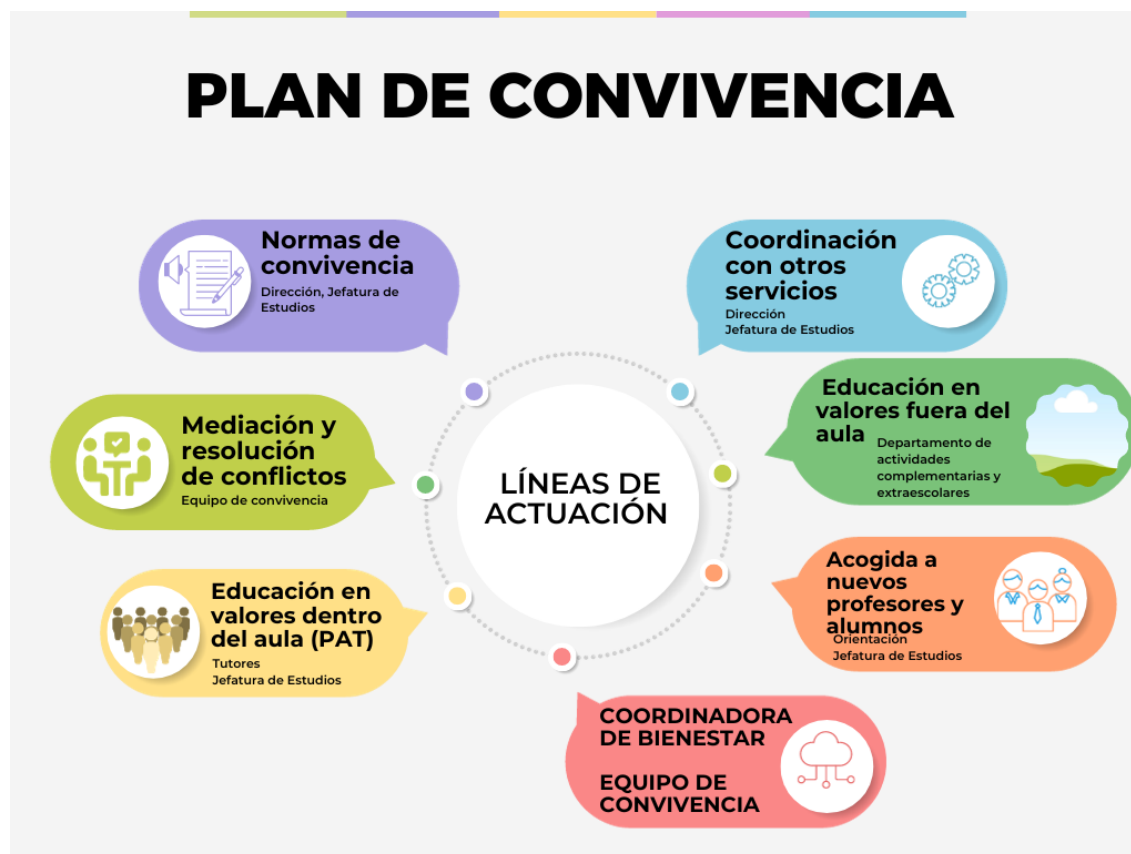 PLAN DE CONVIVENCIA
Normas de
convivencia
Dirección, Jefatura de
Estudios
Coordinación
con otros
servicios
Dirección
Jefatura de Estudios
Mediación y
resolución
de conflictos
Equipo de convivencia
LÍNEAS DE
ACTUACIÓN
Educación en
valores fuera del
aula
Departamento de
actividades
complementarias y
extraescolares
Educación en
valores dentro
del aula (PAT)
Tutores
Jefatura de Estudios
Acogida a
nuevos
profesores y
alumnos
Orientación
Jefatura de Estudios
COORDINADORA
DE BIENESTAR
EQUIPO DE
CONVIVENCIA